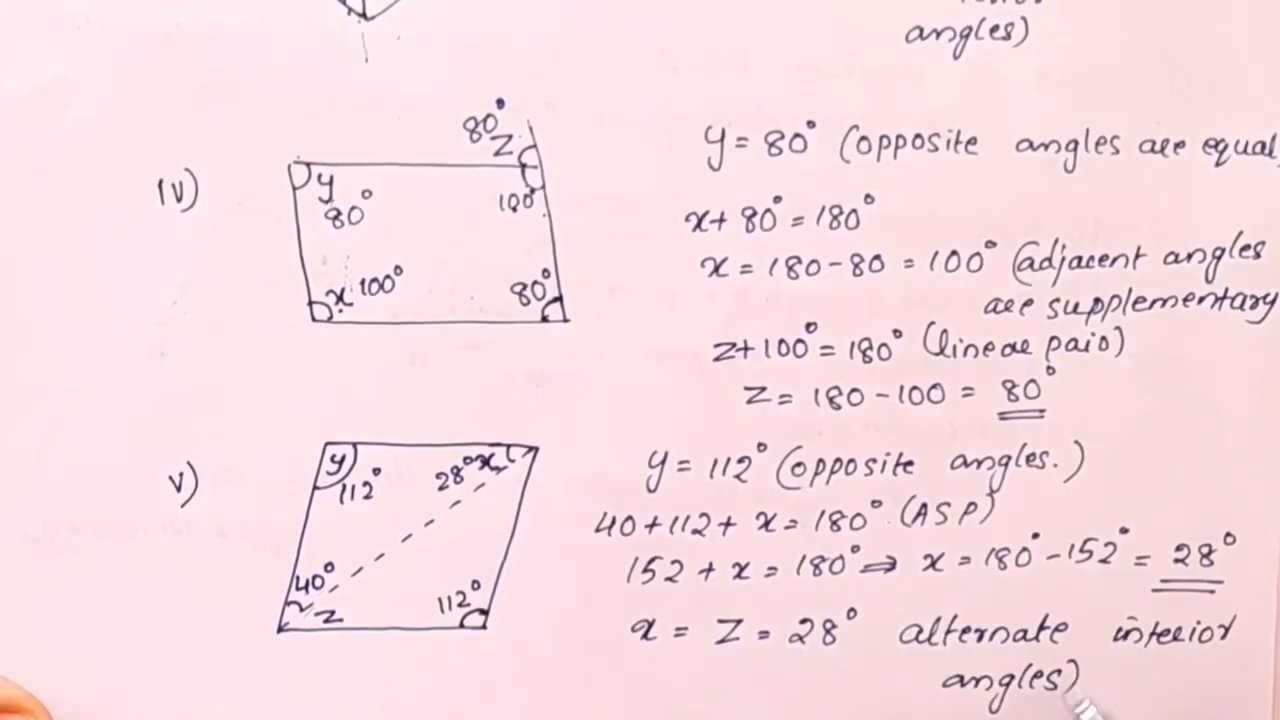 angles)
iv)
80°
z
y
80°
100°
x 100°
80°
y = 80° (opposite angles are equal
x + 80° = 180°
x = 180 - 80 = 100° (adjacent angles
are supplementary
z + 100° = 180° (linear pair)
z = 180 - 100 = 80°
v)
y
112°
28° x
40°
z
112°
y = 112° (opposite angles.)
40 + 112 + x = 180° (ASP)
152 + x = 180° ⇒ x = 180° - 152° = 28°
x = z = 28° alternate interior
angles)